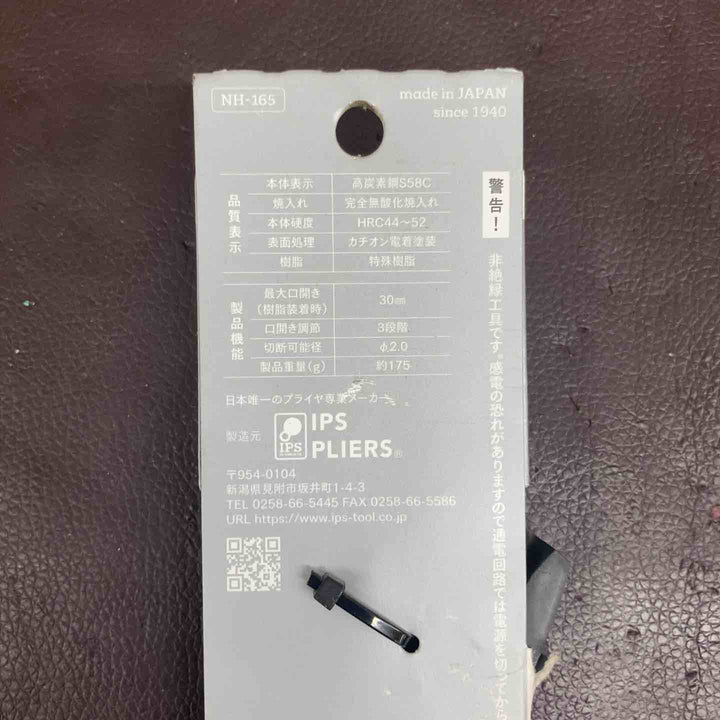 NH-165
made in JAPAN
since 1940
品質表示
本体表示 高炭素鋼S58C
焼入れ 完全無酸化焼入れ
本体硬度 HRC44〜52
表面処理 カチオン電着塗装
樹脂 特殊樹脂
製品機能
最大口開き
(樹脂装着時) 30㎜
口開き調節 3段階
切断可能径 φ2.0
製品重量(g) 約175
日本唯一のプライヤ専業メーカー
製造元
IPS
IPS
PLIERS®
〒954-0104
新潟県見附市坂井町1-4-3
TEL 0258-66-5445 FAX 0258-66-5586
URL https://www.ips-tool.co.jp
警告!
非絶縁工具です。感電の恐れがありますので通電回路では電源を切ってから